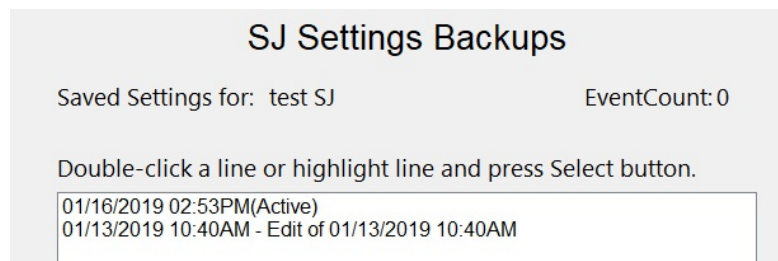 SJ Settings Backups
Saved Settings for: test SJ EventCount: 0
Double-click a line or highlight line and press Select button.
01/16/2019 02:53PM(Active)
01/13/2019 10:40AM - Edit of 01/13/2019 10:40AM